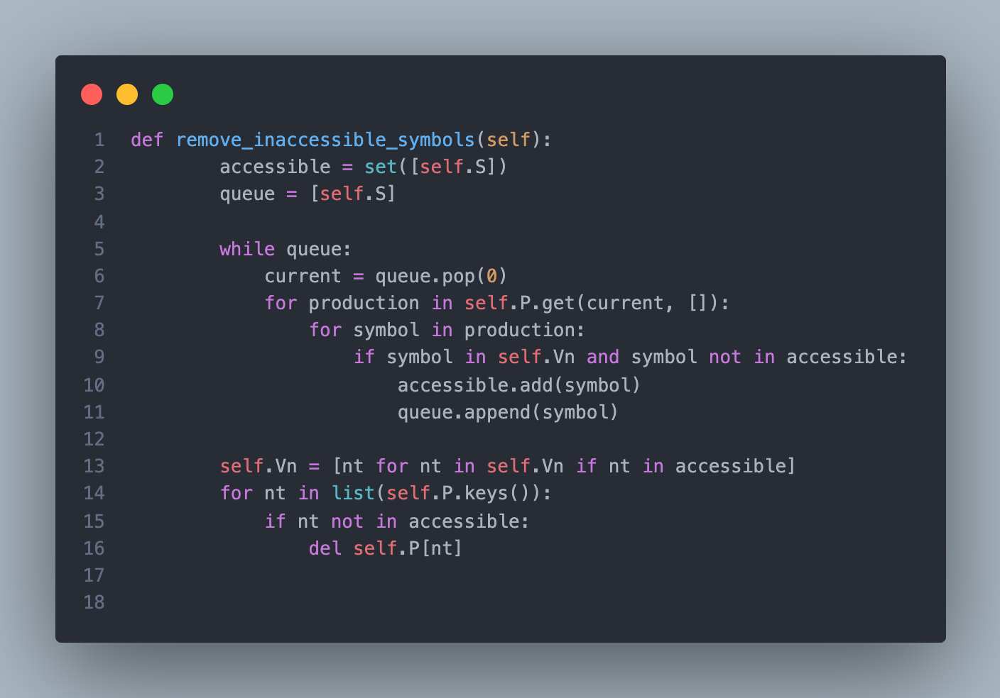 1 def remove_inaccessible_symbols(self):
2         accessible = set([self.S])
3         queue = [self.S]
4
5         while queue:
6             current = queue.pop(0)
7             for production in self.P.get(current, []):
8                 for symbol in production:
9                     if symbol in self.Vn and symbol not in accessible:
10                         accessible.add(symbol)
11                         queue.append(symbol)
12
13         self.Vn = [nt for nt in self.Vn if nt in accessible]
14         for nt in list(self.P.keys()):
15             if nt not in accessible:
16                 del self.P[nt]
17
18